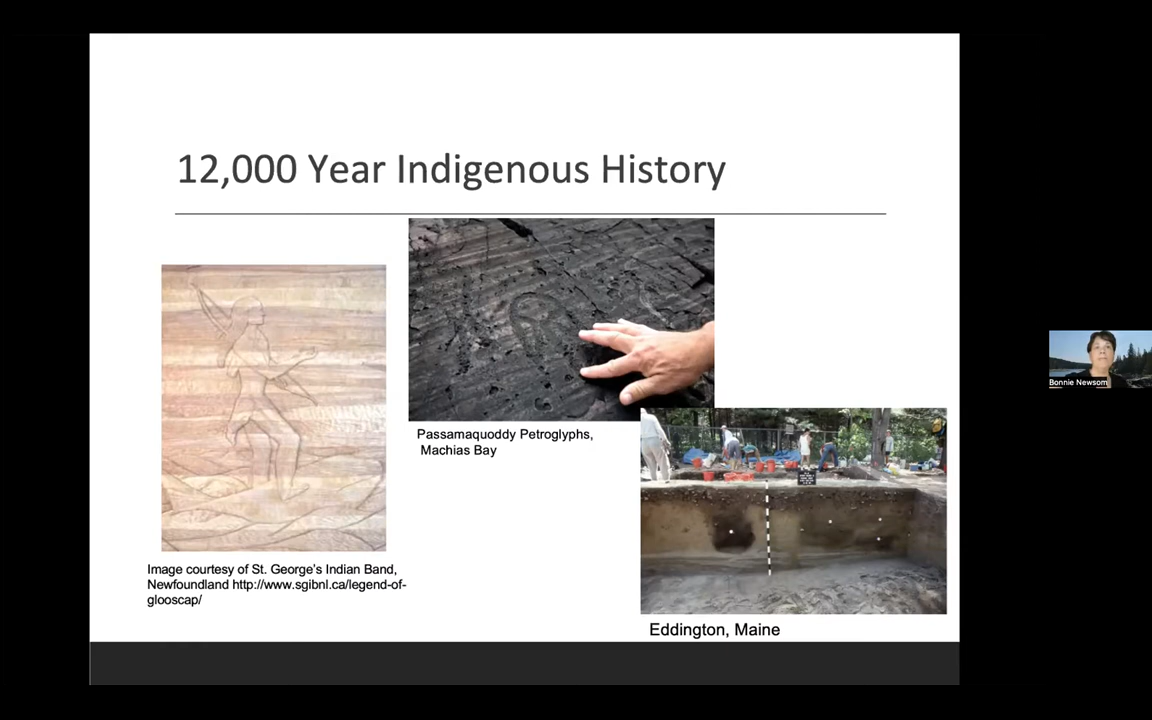 12,000 Year Indigenous History
Passamaquoddy Petroglyphs,
Machias Bay
Image courtesy of St. George's Indian Band,
Newfoundland http://www.sgibnl.ca/legend-of-
glooscap/
Eddington, Maine
Bonnie Newsom